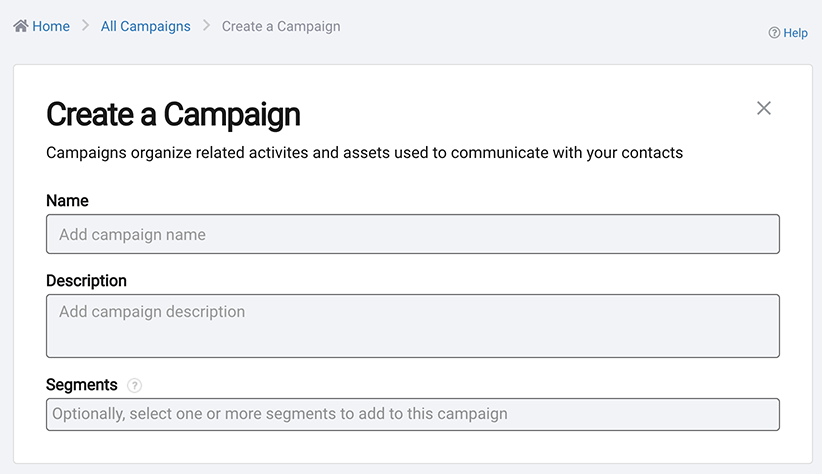 Home > All Campaigns > Create a Campaign
? Help
Create a Campaign
Campaigns organize related activites and assets used to communicate with your contacts
Name
Add campaign name
Description
Add campaign description
Segments ?
Optionally, select one or more segments to add to this campaign